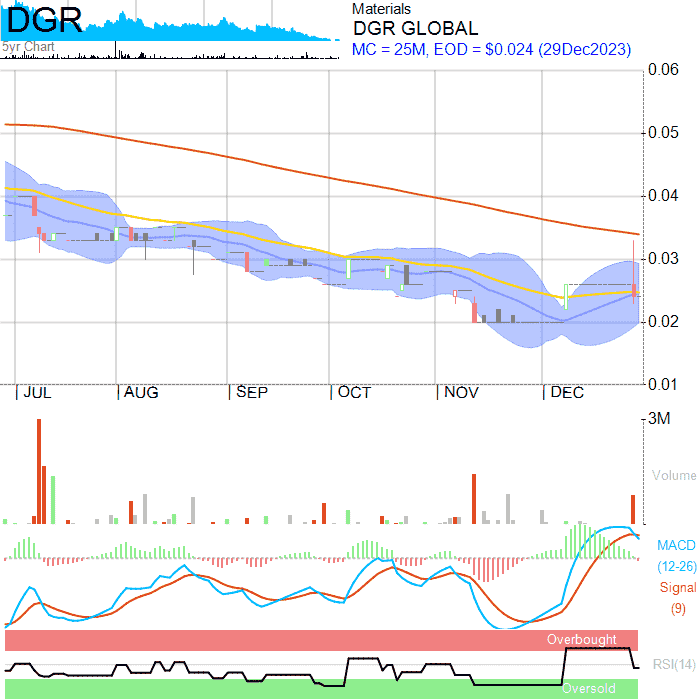 DGR
5yr Chart
Materials
DGR GLOBAL
MC = 25M, EOD = $0.024 (29Dec2023)
0.06
0.05
0.04
0.03
0.02
0.01
JUL AUG SEP OCT NOV DEC
3M
Volume
MACD
(12-26)
Signal
(9)
Overbought
RSI(14)
Oversold